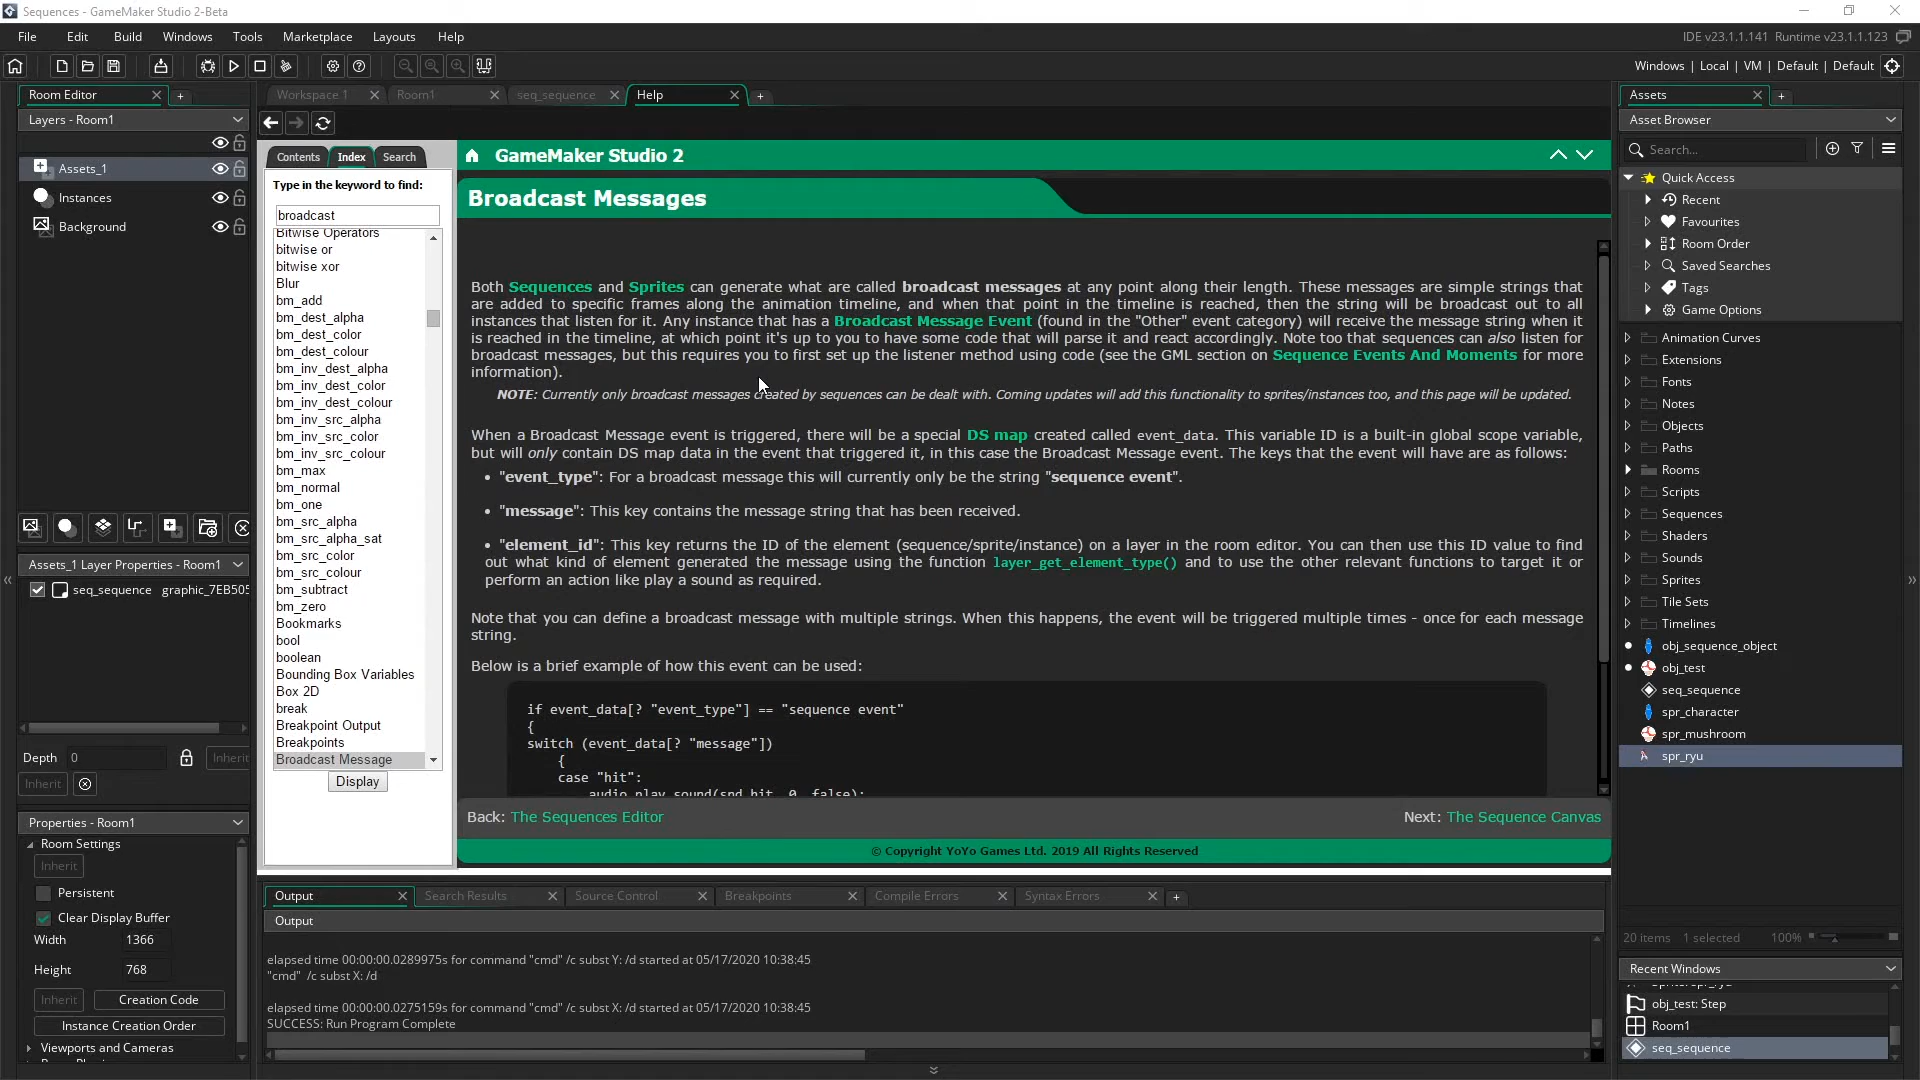 Sequences - GameMaker Studio 2-Beta
File Edit Build Windows Tools Marketplace Layouts Help
IDE v23.1.1.141 Runtime v23.1.1.123
Windows | Local | VM | Default | Default
Room Editor
Layers - Room1
Assets_1
Instances
Background
Assets_1 Layer Properties - Room1
seq_sequence graphic_7EB505
Depth 0 Inherit
Inherit
Properties - Room1
Room Settings
Inherit
Persistent
Clear Display Buffer
Width 1366
Height 768
Inherit Creation Code
Instance Creation Order
Viewports and Cameras
Workspace 1 Room1 seq_sequence Help
Contents Index Search
Type in the keyword to find:
broadcast
Bitwise Operators
bitwise or
bitwise xor
Blur
bm_add
bm_dest_alpha
bm_dest_color
bm_dest_colour
bm_inv_dest_alpha
bm_inv_dest_color
bm_inv_dest_colour
bm_inv_src_alpha
bm_inv_src_color
bm_inv_src_colour
bm_max
bm_normal
bm_one
bm_src_alpha
bm_src_alpha_sat
bm_src_color
bm_src_colour
bm_subtract
bm_zero
Bookmarks
bool
boolean
Bounding Box Variables
Box 2D
break
Breakpoint Output
Breakpoints
Broadcast Message
Display
GameMaker Studio 2
Broadcast Messages
Both Sequences and Sprites can generate what are called broadcast messages at any point along their length. These messages are simple strings that
are added to specific frames along the animation timeline, and when that point in the timeline is reached, then the string will be broadcast out to all
instances that listen for it. Any instance that has a Broadcast Message Event (found in the "Other" event category) will receive the message string when it
is reached in the timeline, at which point it's up to you to have some code that will parse it and react accordingly. Note too that sequences can also listen for
broadcast messages, but this requires you to first set up the listener method using code (see the GML section on Sequence Events And Moments for more
information).
NOTE: Currently only broadcast messages created by sequences can be dealt with. Coming updates will add this functionality to sprites/instances too, and this page will be updated.
When a Broadcast Message event is triggered, there will be a special DS map created called event_data. This variable ID is a built-in global scope variable,
but will only contain DS map data in the event that triggered it, in this case the Broadcast Message event. The keys that the event will have are as follows:
• "event_type": For a broadcast message this will currently only be the string "sequence event".
• "message": This key contains the message string that has been received.
• "element_id": This key returns the ID of the element (sequence/sprite/instance) on a layer in the room editor. You can then use this ID value to find
out what kind of element generated the message using the function layer_get_element_type() and to use the other relevant functions to target it or
perform an action like play a sound as required.
Note that you can define a broadcast message with multiple strings. When this happens, the event will be triggered multiple times - once for each message
string.
Below is a brief example of how this event can be used:
if event_data[? "event_type"] == "sequence event"
{
switch (event_data[? "message"])
{
case "hit":
audio_play_sound(snd_hit, 0, false);
Back: The Sequences Editor
Next: The Sequence Canvas
© Copyright YoYo Games Ltd. 2019 All Rights Reserved
Output Search Results Source Control Breakpoints Compile Errors Syntax Errors
Output
elapsed time 00:00:00.0289975s for command "cmd" /c subst Y: /d started at 05/17/2020 10:38:45
"cmd" /c subst X: /d
elapsed time 00:00:00.0275159s for command "cmd" /c subst X: /d started at 05/17/2020 10:38:45
SUCCESS: Run Program Complete
Assets
Asset Browser
Search...
Quick Access
Recent
Favourites
Room Order
Saved Searches
Tags
Game Options
Animation Curves
Extensions
Fonts
Notes
Objects
Paths
Rooms
Scripts
Sequences
Shaders
Sounds
Sprites
Tile Sets
Timelines
obj_sequence_object
obj_test
seq_sequence
spr_character
spr_mushroom
spr_ryu
20 items 1 selected 100%
Recent Windows
obj_test: Step
Room1
seq_sequence